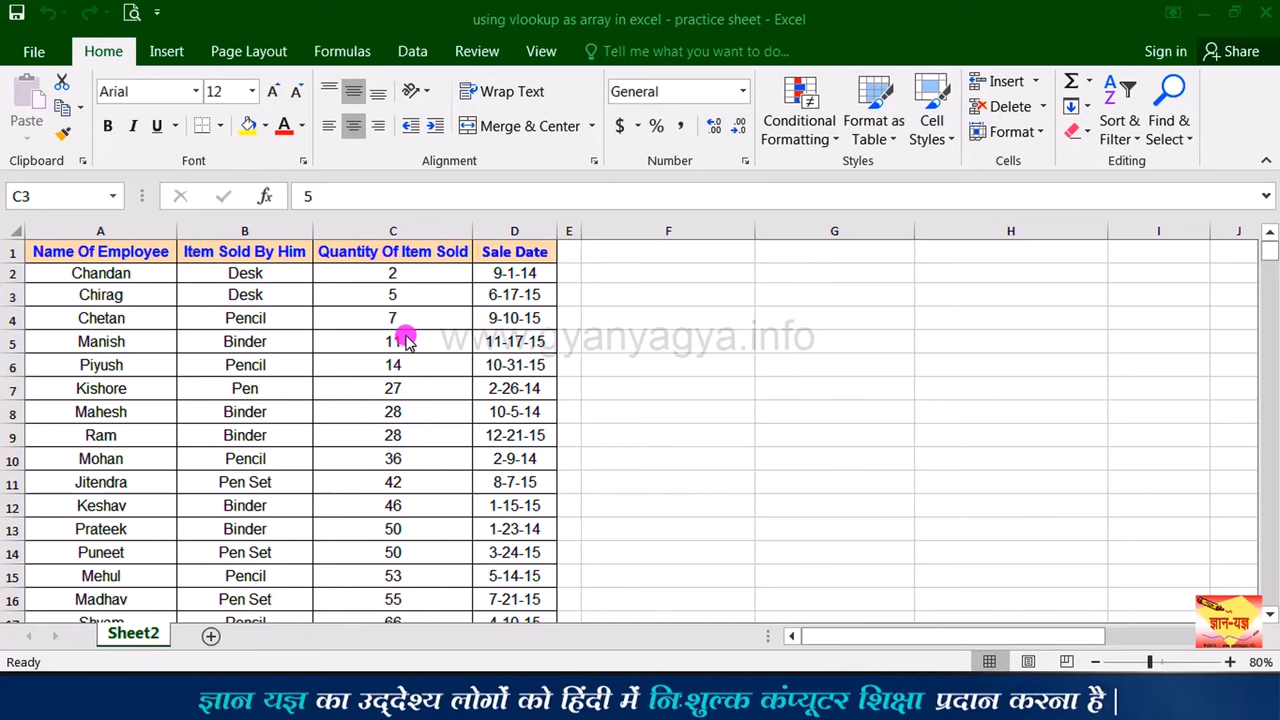 using vlookup as array in excel - practice sheet - Excel
File Home Insert Page Layout Formulas Data Review View Tell me what you want to do... Sign in Share
Paste
Clipboard
Arial 12
Font
Wrap Text
Merge & Center
Alignment
General
Number
Conditional Formatting
Format as Table
Cell Styles
Styles
Insert
Delete
Format
Cells
Sort & Filter
Find & Select
Editing
C3 fx 5
A B C D E F G H I J
1 Name Of Employee Item Sold By Him Quantity Of Item Sold Sale Date
2 Chandan Desk 2 9-1-14
3 Chirag Desk 5 6-17-15
4 Chetan Pencil 7 9-10-15
5 Manish Binder 11 11-17-15
6 Piyush Pencil 14 10-31-15
7 Kishore Pen 27 2-26-14
8 Mahesh Binder 28 10-5-14
9 Ram Binder 28 12-21-15
10 Mohan Pencil 36 2-9-14
11 Jitendra Pen Set 42 8-7-15
12 Keshav Binder 46 1-15-15
13 Prateek Binder 50 1-23-14
14 Puneet Pen Set 50 3-24-15
15 Mehul Pencil 53 5-14-15
16 Madhav Pen Set 55 7-21-15
17 Shyam Pencil 66 4-10-15
www.gyanyagya.info
ज्ञान-यज्ञ
Sheet2
Ready 80%
ज्ञान यज्ञ का उद्देश्य लोगों को हिंदी में निःशुल्क कंप्यूटर शिक्षा प्रदान करना है |